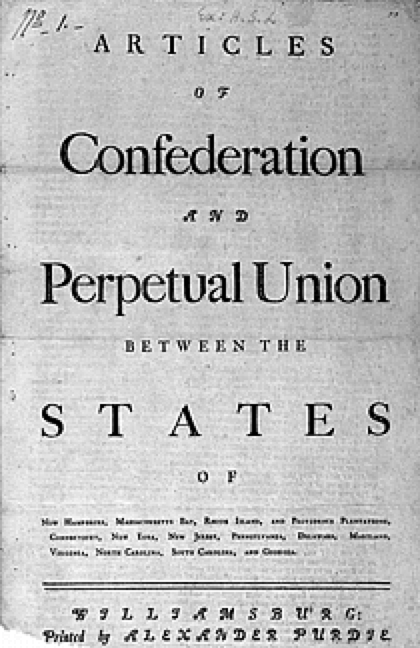 ARTICLES
OF
Confederation
AND
Perpetual Union
BETWEEN THE
STATES
OF
New Hampshire, Massachusetts Bay, Rhode Island, and Providence Plantations,
Connecticut, New York, New Jersey, Pennsylvania, Delaware, Maryland,
Virginia, North Carolina, South Carolina, and Georgia.
WILLIAMSBURG:
Printed by ALEXANDER PURDIE.